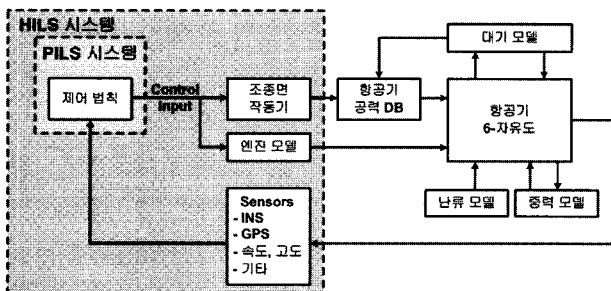 HILS 시스템
PILS 시스템
제어 법칙
Control
Input
조종면
작동기
엔진 모델
항공기
공력 DB
대기 모델
항공기
6-자유도
난류 모델
중력 모델
Sensors
- INS
- GPS
- 속도, 고도
- 기타